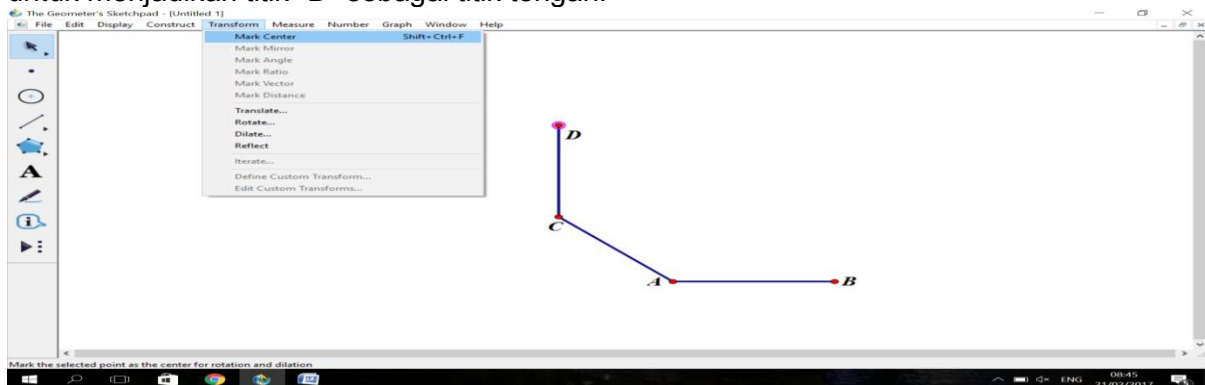 untuk menjadikan titik "D" sebagai titik tengah.
The Geometer's Sketchpad - [Untitled 1]
File Edit Display Construct Transform Measure Number Graph Window Help
Mark Center Shift+Ctrl+F
Mark Mirror
Mark Angle
Mark Ratio
Mark Vector
Mark Distance
Translate...
Rotate...
Dilate...
Reflect
Iterate...
Define Custom Transform...
Edit Custom Transforms...
D
C
A
B
A
Mark the selected point as the center for rotation and dilation
ENG
08:45
21/03/2017